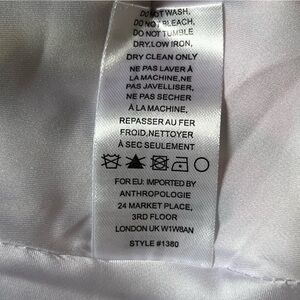 DO NOT WASH,
DO NOT BLEACH,
DO NOT TUMBLE
DRY,LOW IRON,
DRY CLEAN ONLY
NE PAS LAVER À
LA MACHINE,NE
PAS JAVELLISER,
NE PAS SECHER
À LA MACHINE,
REPASSER AU FER
FROID,NETTOYER
À SEC SEULEMENT
FOR EU: IMPORTED BY
ANTHROPOLOGIE
24 MARKET PLACE,
3RD FLOOR
LONDON UK W1W8AN
STYLE #1380